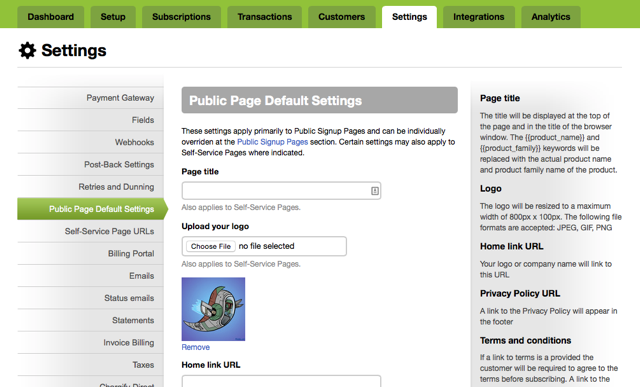 Dashboard
Setup
Subscriptions
Transactions
Customers
Settings
Integrations
Analytics
Settings
Payment Gateway
Fields
Webhooks
Post-Back Settings
Retries and Dunning
Public Page Default Settings
Self-Service Page URLs
Billing Portal
Emails
Status emails
Statements
Invoice Billing
Taxes
Chargify Direct
Public Page Default Settings
These settings apply primarily to Public Signup Pages and can be individually
overriden at the Public Signup Pages section. Certain settings may also apply to
Self-Service Pages where indicated.
Page title
Also applies to Self-Service Pages.
Upload your logo
Choose File no file selected
Also applies to Self-Service Pages.
Remove
Home link URL
Page title
The title will be displayed at the top
of the page and in the title of the browser
window. The {{product_name}} and
{{product_family}} keywords will be
replaced with the actual product name
and product family name of the product.
Logo
The logo will be resized to a maximum
width of 800px x 100px. The following file
formats are accepted: JPEG, GIF, PNG
Home link URL
Your logo or company name will link to
this URL
Privacy Policy URL
A link to the Privacy Policy will appear in
the footer
Terms and conditions
If a link to terms is a provided the
customer will be required to agree to the
terms before subscribing. A link to the